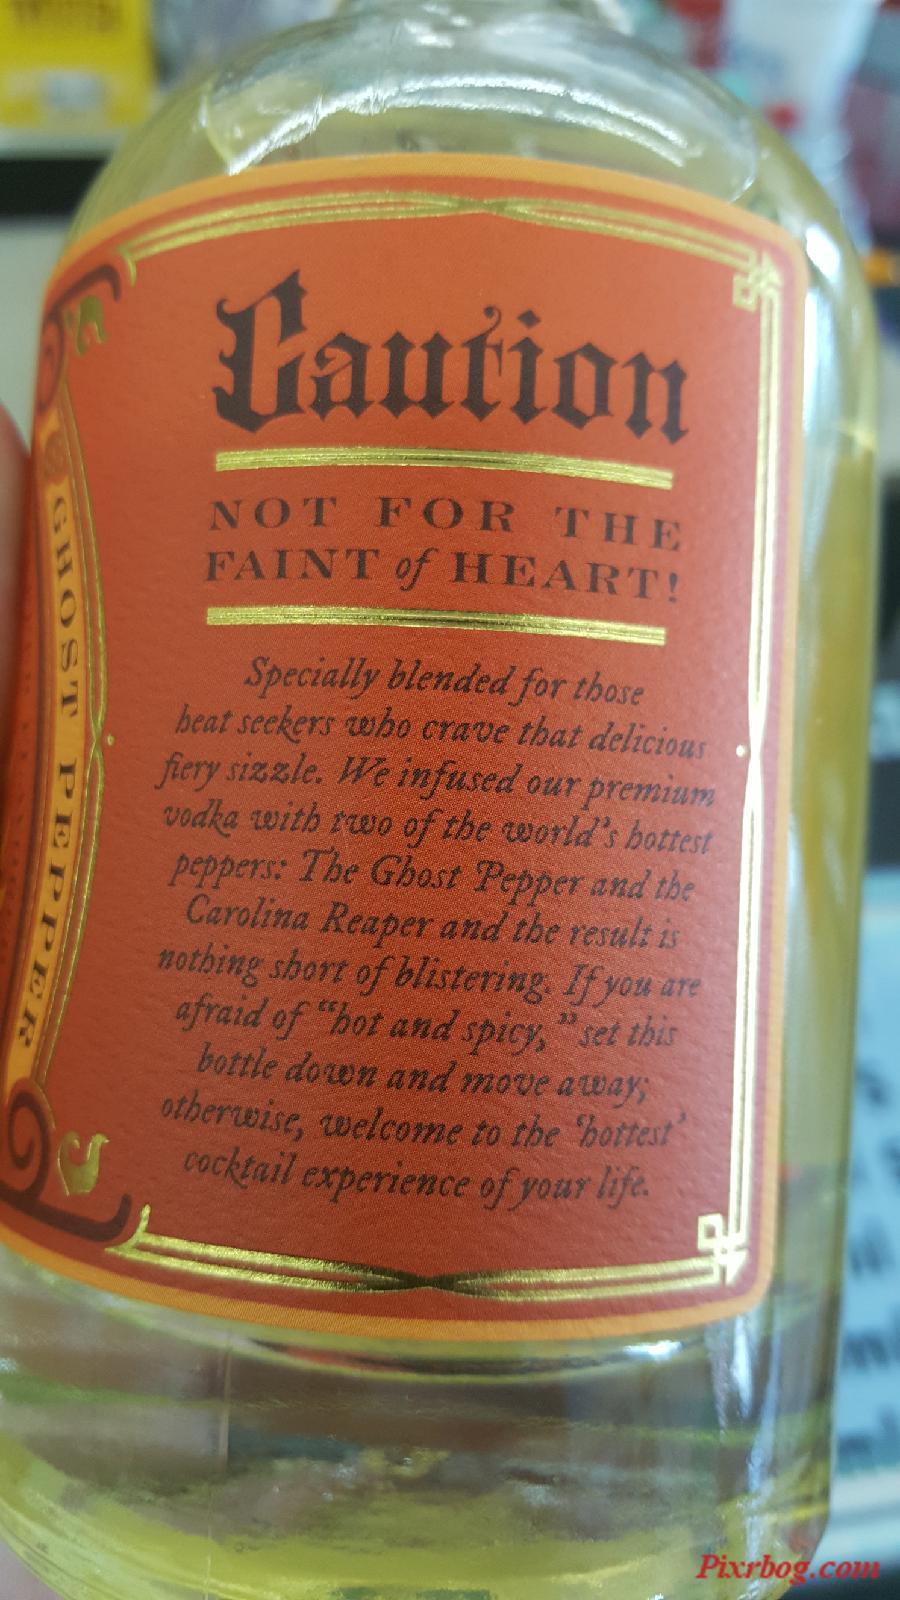 Caution
NOT FOR THE
FAINT of HEART!
Specially blended for those
heat seekers who crave that delicious
fiery sizzle. We infused our premium
vodka with two of the world's hottest
peppers: The Ghost Pepper and the
Carolina Reaper and the result is
nothing short of blistering. If you are
afraid of "hot and spicy," set this
bottle down and move away;
otherwise, welcome to the 'hottest'
cocktail experience of your life.
GHOST PEPPER
Pixrbog.com